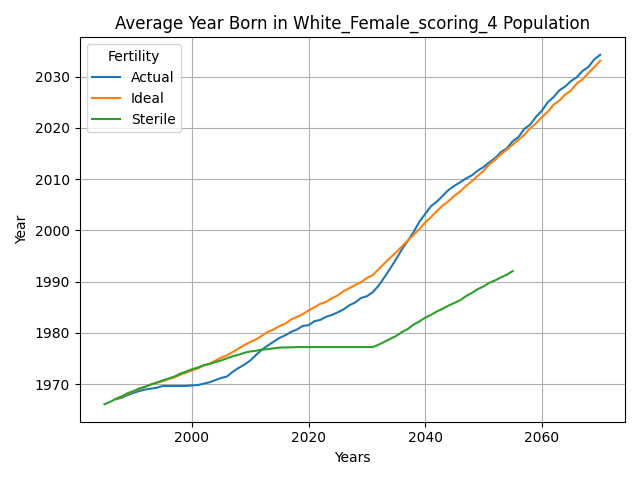 Average Year Born in White_Female_scoring_4 Population
Fertility
Actual
Ideal
Sterile
2030
2020
2010
2000
1990
1980
1970
Year
2000
2020
2040
2060
Years